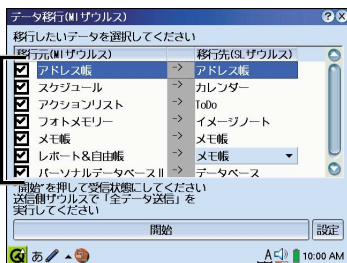 データ移行(MIザウルス)
移行したいデータを選択してください
移行元(MIザウルス) 移行先(SLザウルス)
アドレス帳 -> アドレス帳
スケジュール -> カレンダー
アクションリスト -> ToDo
フォトメモリー -> イメージノート
メモ帳 -> メモ帳
レポート&自由帳 -> メモ帳
パーソナルデータベースⅡ -> データベース
"開始"を押して受信状態にしてください
送信側ザウルスで「全データ送信」を
実行してください
開始 設定
あ A 10:00 AM